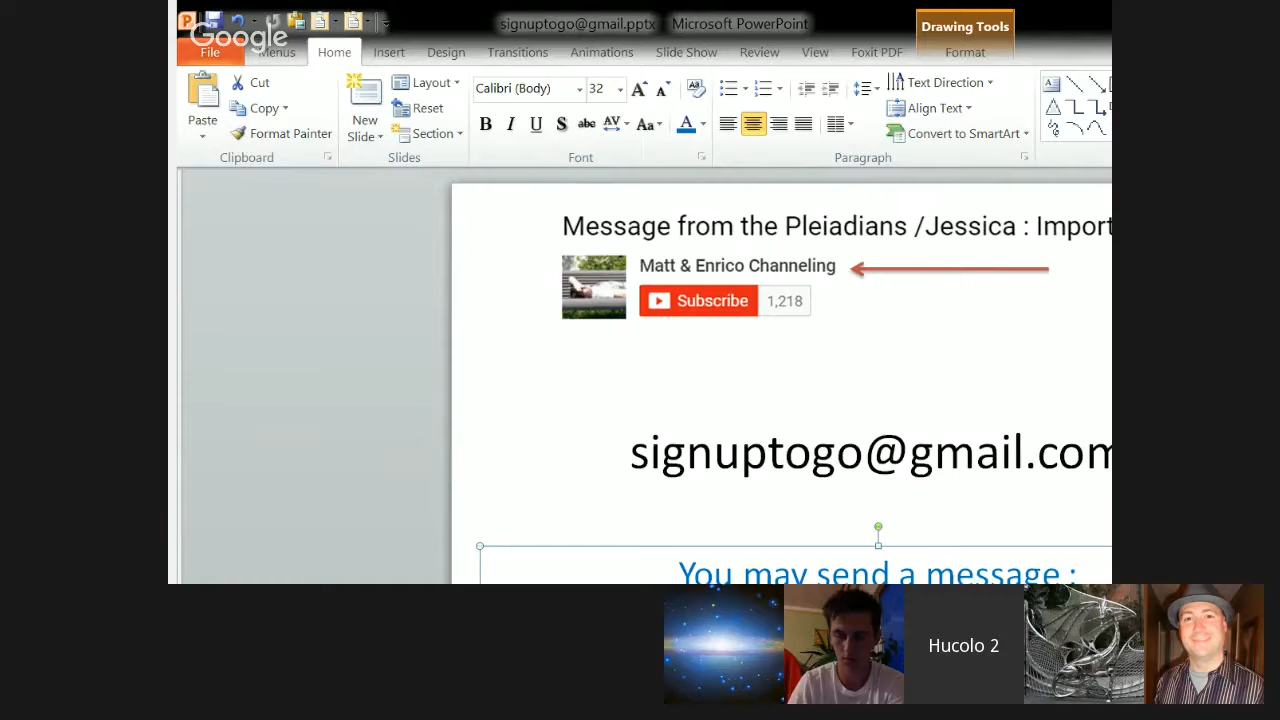 signuptogo@gmail.pptx - Microsoft PowerPoint
Drawing Tools
Google
File Menus Home Insert Design Transitions Animations Slide Show Review View Foxit PDF Format
Paste
Cut
Copy
Format Painter
Clipboard
New
Slide
Layout
Reset
Section
Slides
Calibri (Body) 32
B I U S abc AV Aa A
Font
Text Direction
Align Text
Convert to SmartArt
Paragraph
Message from the Pleiadians /Jessica : Import
Matt & Enrico Channeling
Subscribe 1,218
signuptogo@gmail.com
You may send a message :
Hucolo 2